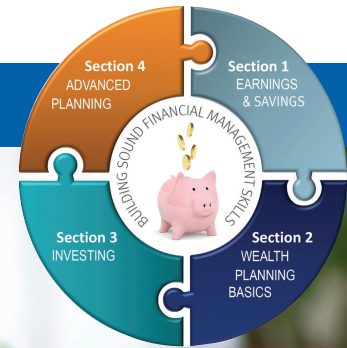 Section 4
ADVANCED
PLANNING
Section 1
EARNINGS
& SAVINGS
BUILDING SOUND FINANCIAL MANAGEMENT SKILLS
Section 3
INVESTING
Section 2
WEALTH
PLANNING
BASICS